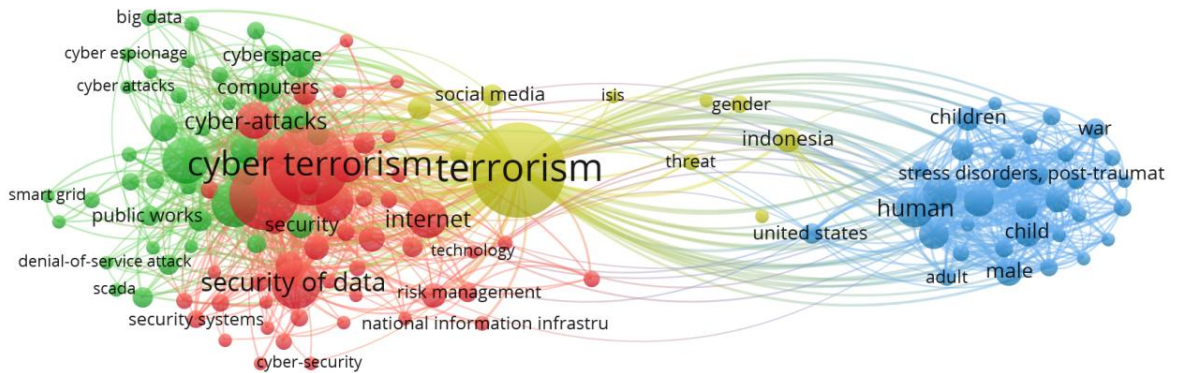 big data
cyber espionage
cyberspace
cyber attacks
computers
social media
isis
gender
children
cyber-attacks
war
indonesia
cyber terrorism
terrorism
threat
stress disorders, post-traumat
smart grid
public works
security
internet
human
united states
child
technology
denial-of-service attack
security of data
adult
male
scada
risk management
security systems
national information infrastru
cyber-security